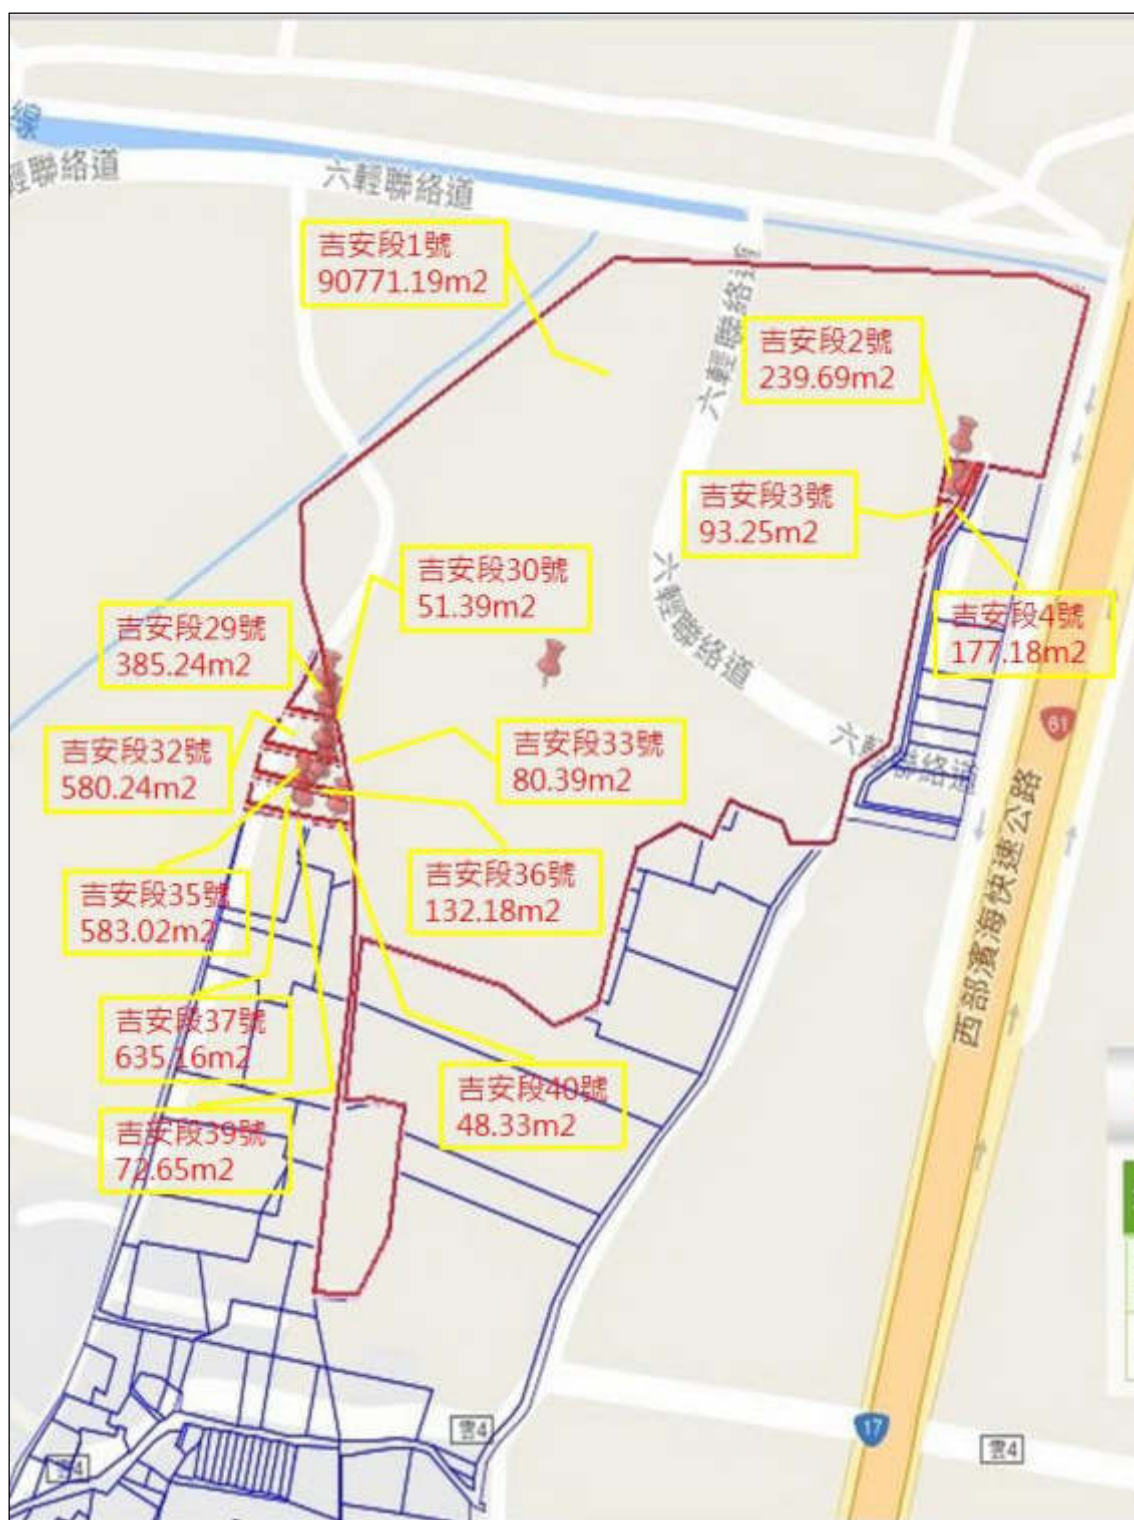 線
輕聯絡道
六輕聯絡道
吉安段1號
90771.19m2
六輕聯絡道
吉安段2號
239.69m2
吉安段3號
93.25m2
吉安段30號
51.39m2
六輕聯絡道
吉安段4號
177.18m2
吉安段29號
385.24m2
吉安段32號
580.24m2
吉安段33號
80.39m2
六輕聯絡道
61
西部濱海快速公路
吉安段35號
583.02m2
吉安段36號
132.18m2
吉安段37號
635.16m2
吉安段40號
48.33m2
吉安段39號
72.65m2
雲4
17
雲4
雲4